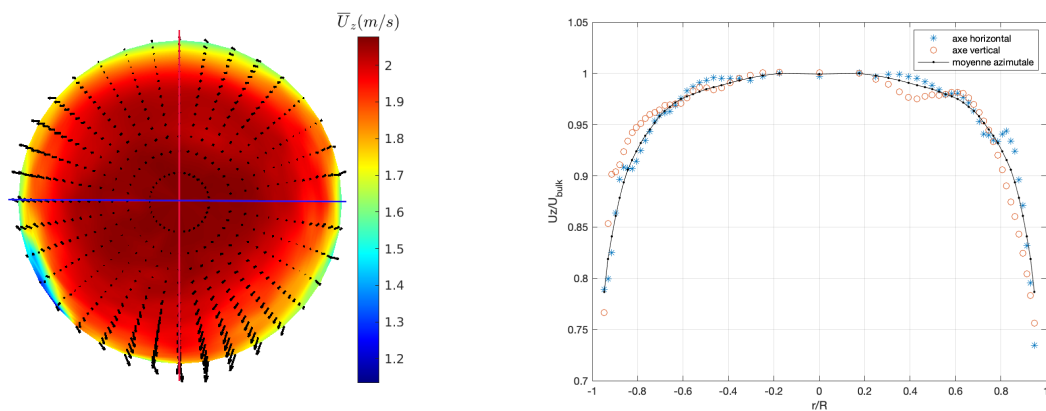 U̅z(m/s)
2
1.9
1.8
1.7
1.6
1.5
1.4
1.3
1.2
1.05
1
0.95
0.9
0.85
0.8
0.75
0.7
Uz/U_bulk
axe horizontal
axe vertical
moyenne azimutale
-1 -0.8 -0.6 -0.4 -0.2 0 0.2 0.4 0.6 0.8 1
r/R